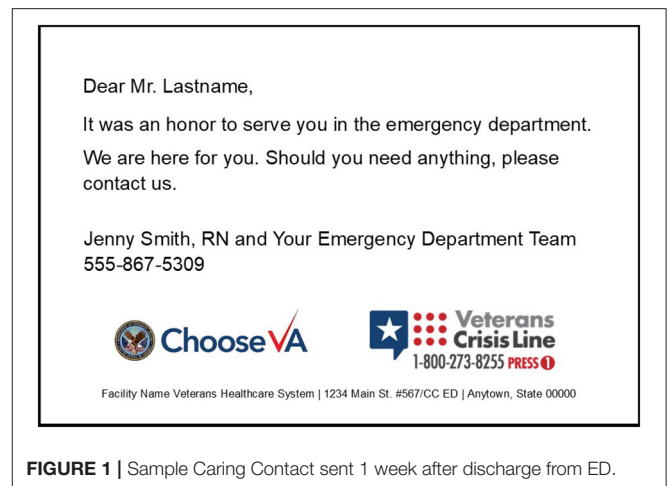 Dear Mr. Lastname,
It was an honor to serve you in the emergency department.
We are here for you. Should you need anything, please
contact us.
Jenny Smith, RN and Your Emergency Department Team
555-867-5309
Choose VA
Veterans
Crisis Line
1-800-273-8255 PRESS 1
Facility Name Veterans Healthcare System | 1234 Main St. #567/CC ED | Anytown, State 00000
FIGURE 1 | Sample Caring Contact sent 1 week after discharge from ED.